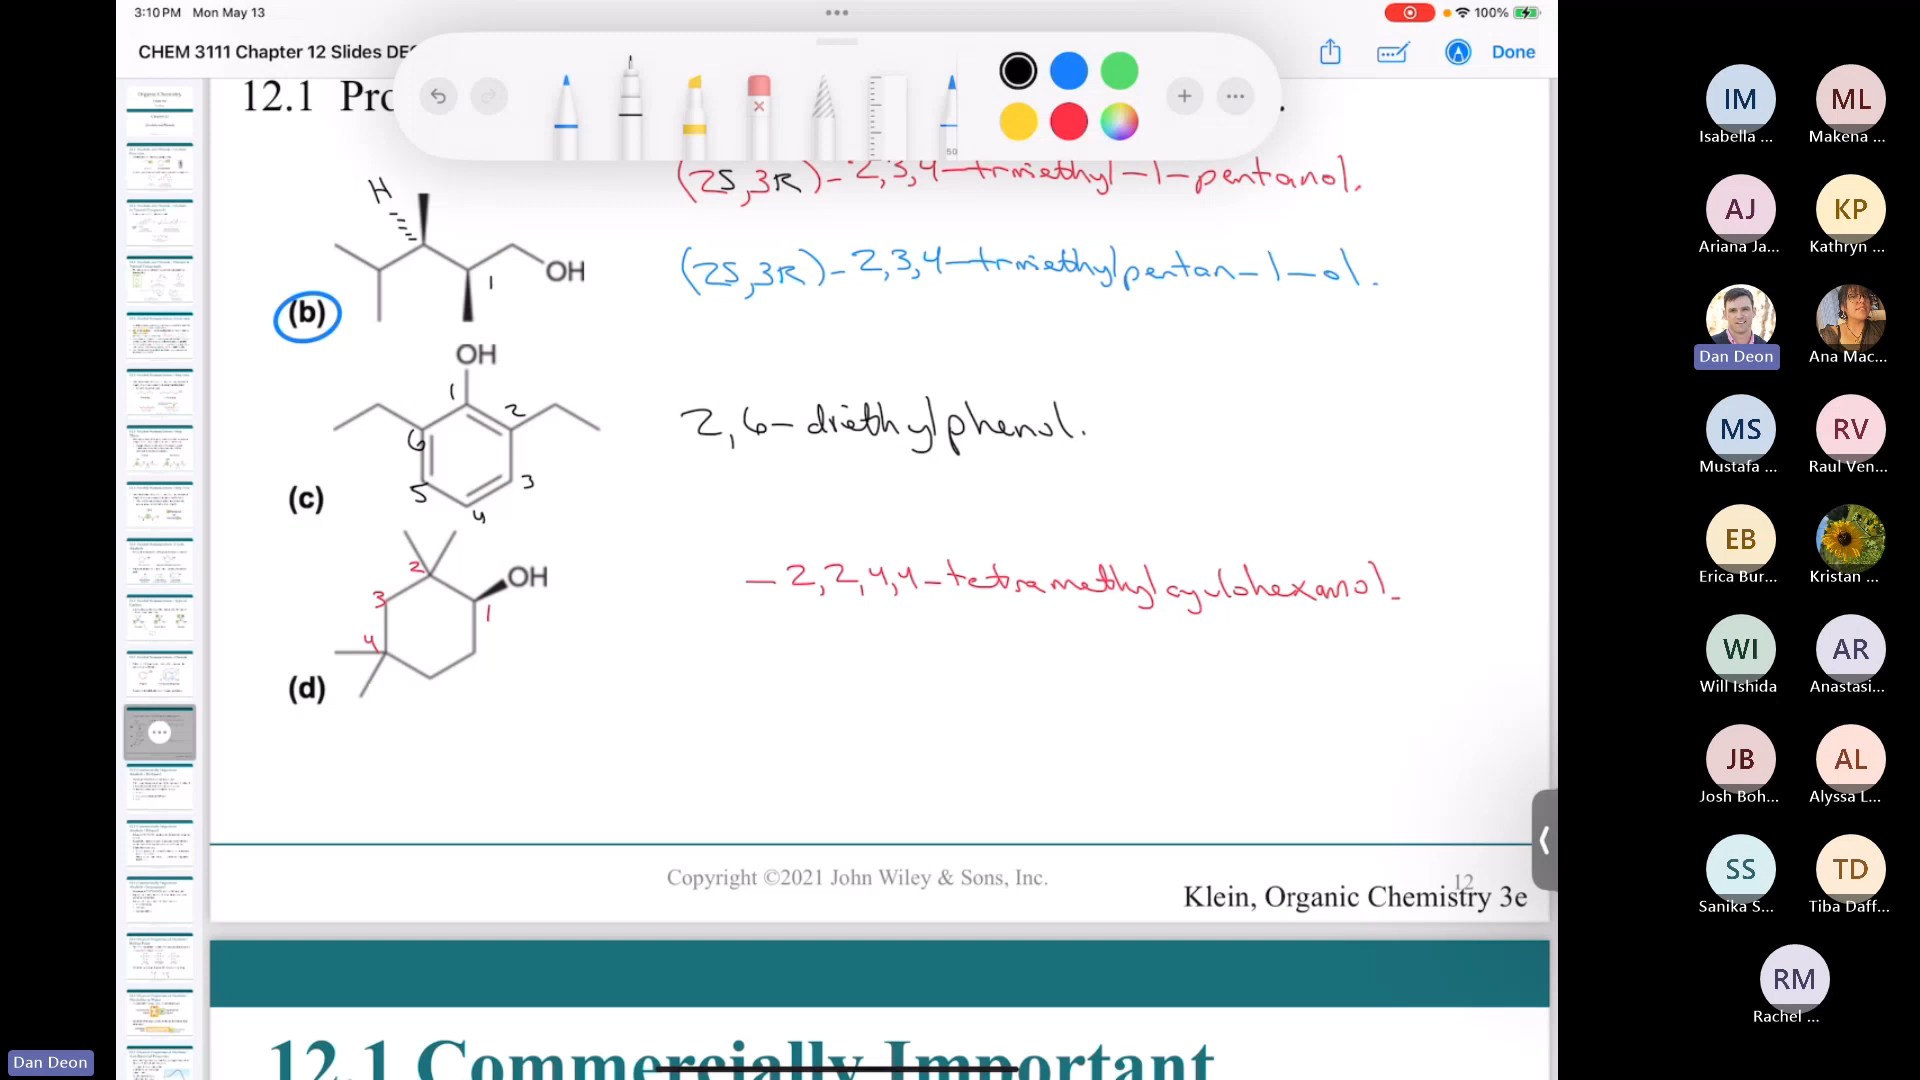 3:10 PM Mon May 13
100%
CHEM 3111 Chapter 12 Slides DE
Done
12.1 Pro
50
(2S,3R)-2,3,4-trimethyl-1-pentanol.
H
OH
1
(b)
(2S,3R)-2,3,4-trimethylpentan-1-ol.
OH
1
2
6
5
3
4
(c)
2,6-diethylphenol.
OH
2
3
1
4
(d)
- 2,2,4,4-tetramethylcyclohexanol.
Copyright ©2021 John Wiley & Sons, Inc.
12
Klein, Organic Chemistry 3e
12.1 Commercially Important
IM
Isabella ...
ML
Makena ...
AJ
Ariana Ja...
KP
Kathryn ...
Dan Deon
Ana Mac...
MS
Mustafa ...
RV
Raul Ven...
EB
Erica Bur...
Kristan ...
WI
Will Ishida
AR
Anastasi...
JB
Josh Boh...
AL
Alyssa L...
SS
Sanika S...
TD
Tiba Daff...
RM
Rachel ...
Dan Deon